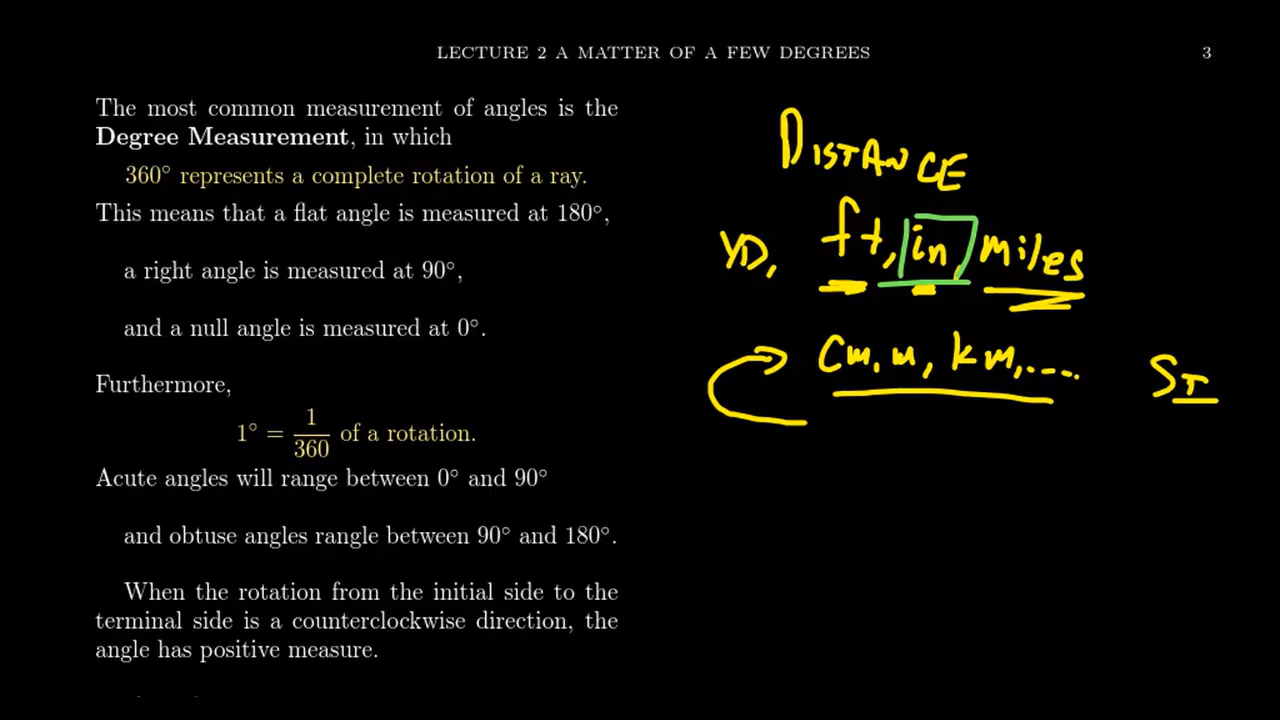 LECTURE 2 A MATTER OF A FEW DEGREES 3
The most common measurement of angles is the
Degree Measurement, in which
360° represents a complete rotation of a ray.
This means that a flat angle is measured at 180°,
a right angle is measured at 90°,
and a null angle is measured at 0°.
Furthermore,
1° = 1/360 of a rotation.
Acute angles will range between 0° and 90°
and obtuse angles rangle between 90° and 180°.
When the rotation from the initial side to the
terminal side is a counterclockwise direction, the
angle has positive measure.
DISTANCE
YD, ft, in, miles
Cm, m, km, ....
SI